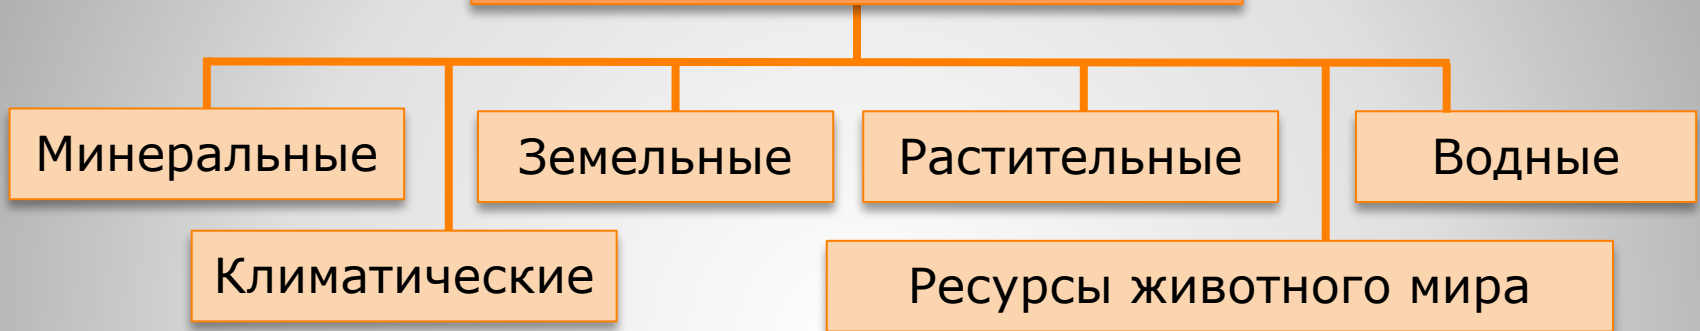 Минеральные
Земельные
Растительные
Водные
Климатические
Ресурсы животного мира